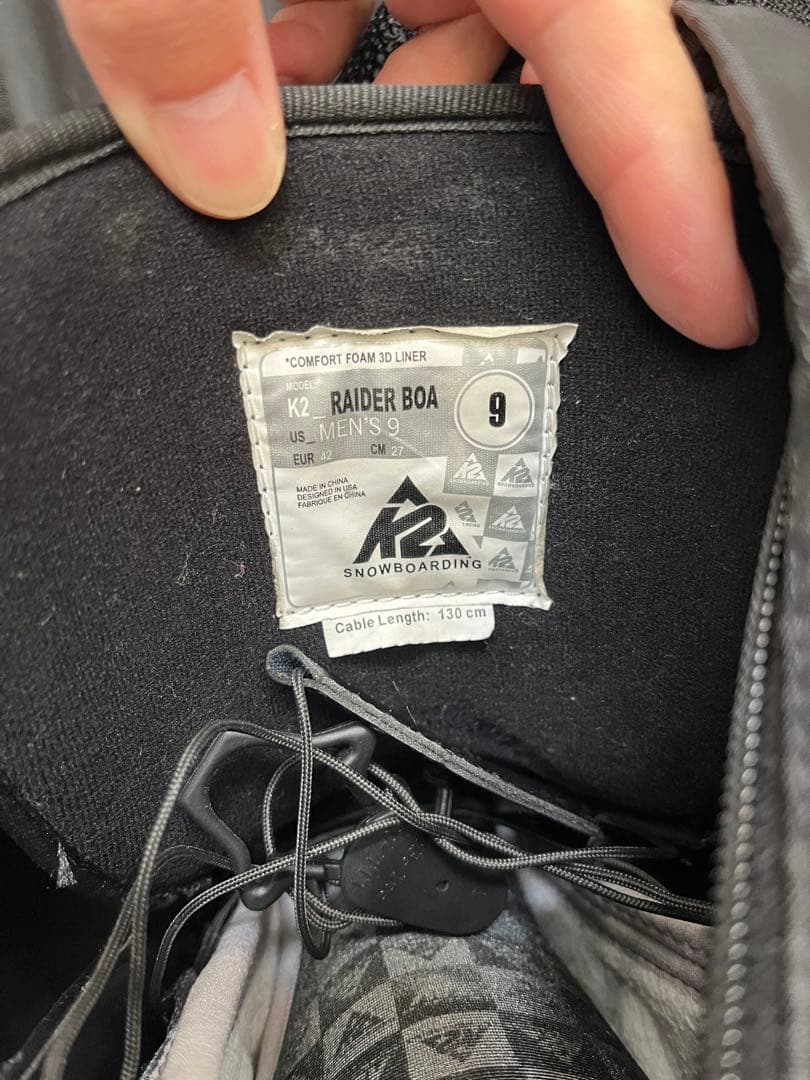 *COMFORT FOAM 3D LINER
MODEL:
K2_ RAIDER BOA
9
US_ MEN'S 9
EUR 42 CM 27
MADE IN CHINA
DESIGNED IN USA
FABRIQUE EN CHINA
K2
SNOWBOARDING
Cable Length: 130 cm